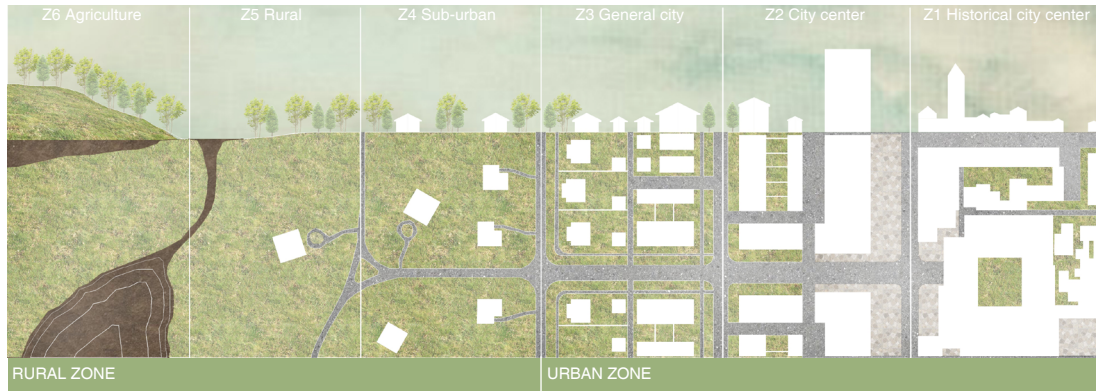 Z6 Agriculture
Z5 Rural
Z4 Sub-urban
Z3 General city
Z2 City center
Z1 Historical city center
RURAL ZONE
URBAN ZONE